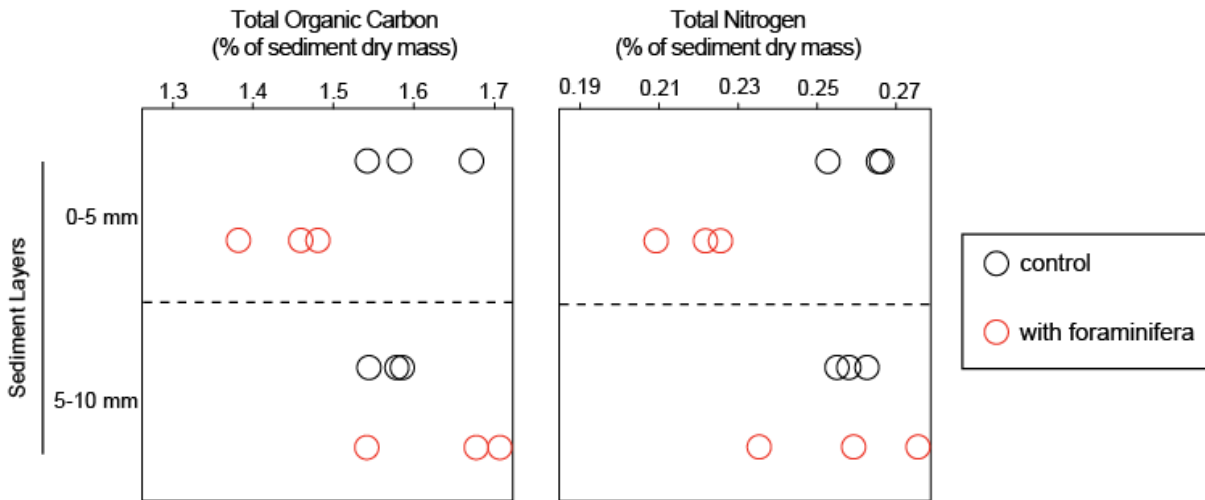 Total Organic Carbon
(% of sediment dry mass)
1.3 1.4 1.5 1.6 1.7
Total Nitrogen
(% of sediment dry mass)
0.19 0.21 0.23 0.25 0.27
Sediment Layers
0-5 mm
5-10 mm
control
with foraminifera